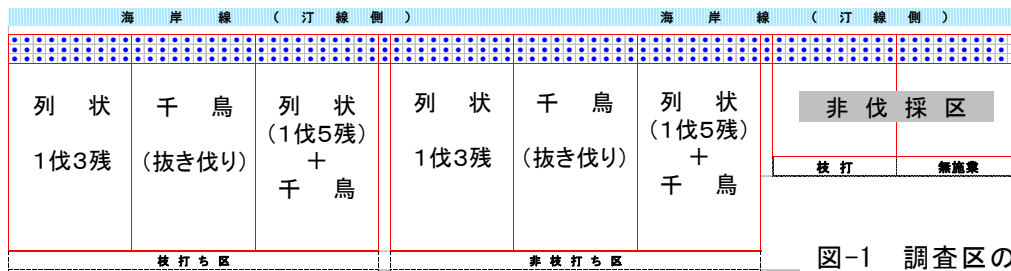 海 岸 線 ( 汀 線 側 ) 海 岸 線 ( 汀 線 側 )
列 状
1伐3残
千 鳥
(抜き伐り)
列 状
(1伐5残)
+
千 鳥
枝 打 ち 区
列 状
1伐3残
千 鳥
(抜き伐り)
列 状
(1伐5残)
+
千 鳥
非 枝 打 ち 区
非 伐 採 区
枝 打
無施業
図-1 調査区の